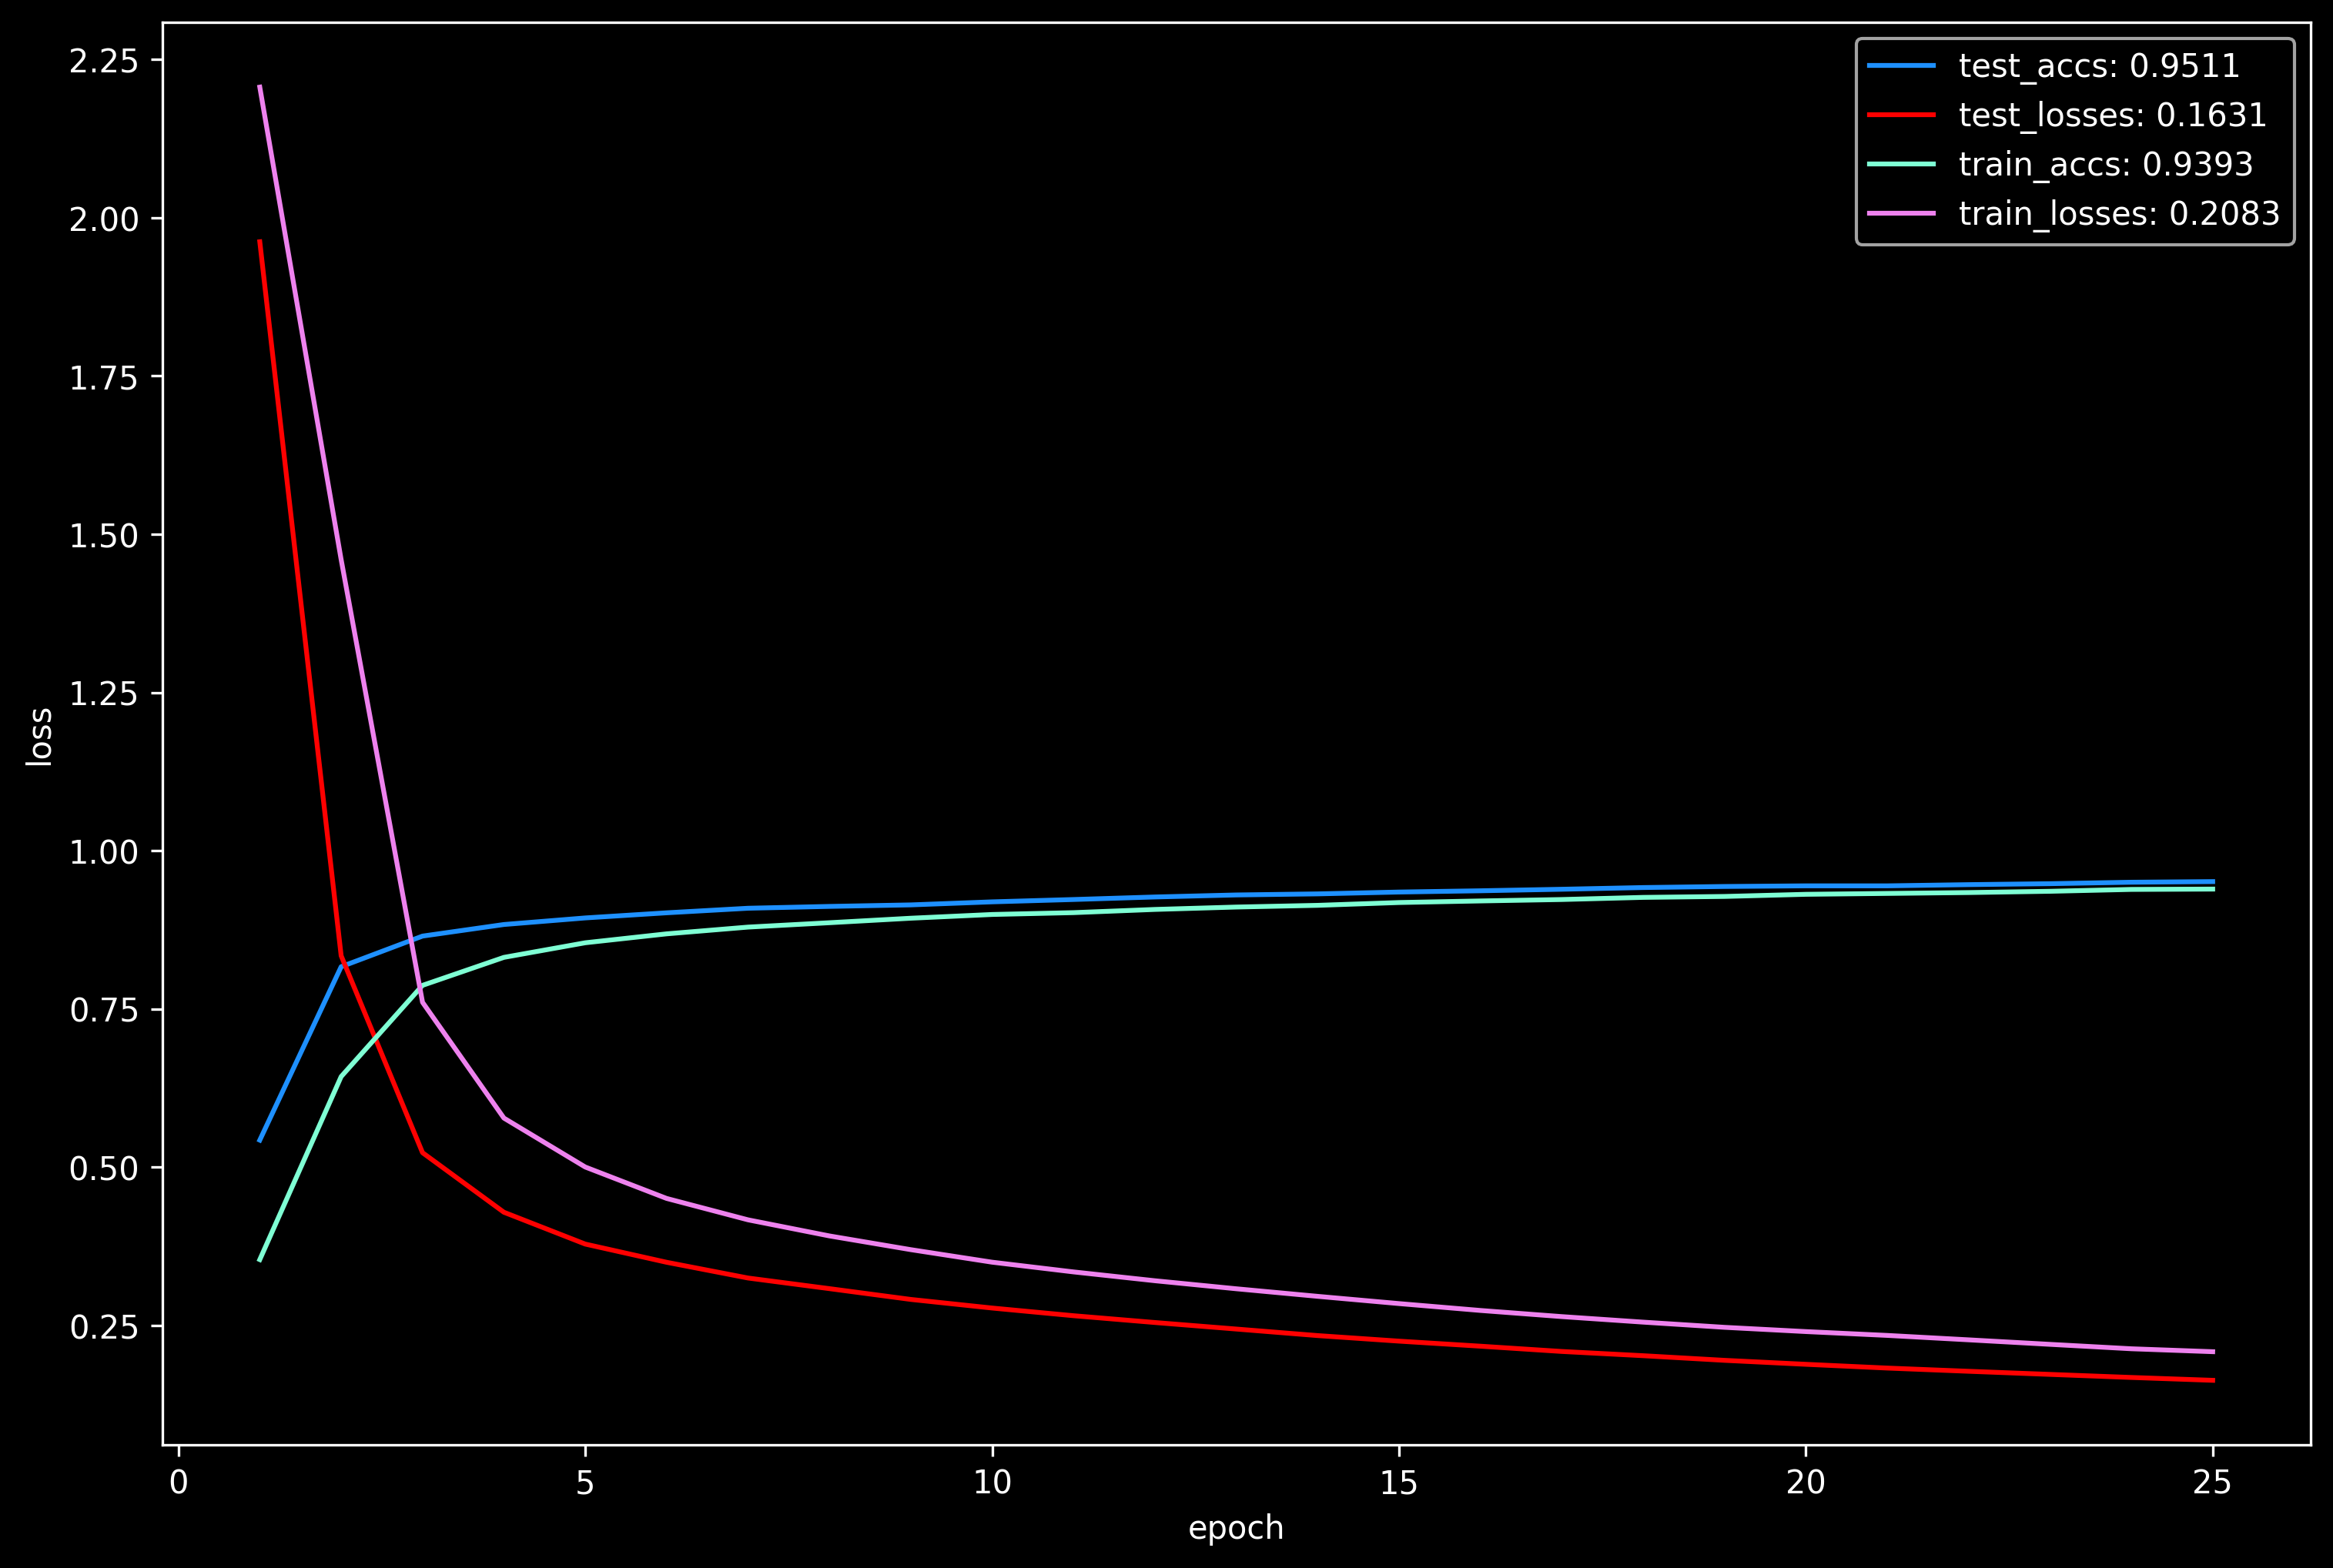 test_accs: 0.9511
test_losses: 0.1631
train_accs: 0.9393
train_losses: 0.2083
2.25
2.00
1.75
1.50
1.25
1.00
0.75
0.50
0.25
loss
0 5 10 15 20 25
epoch